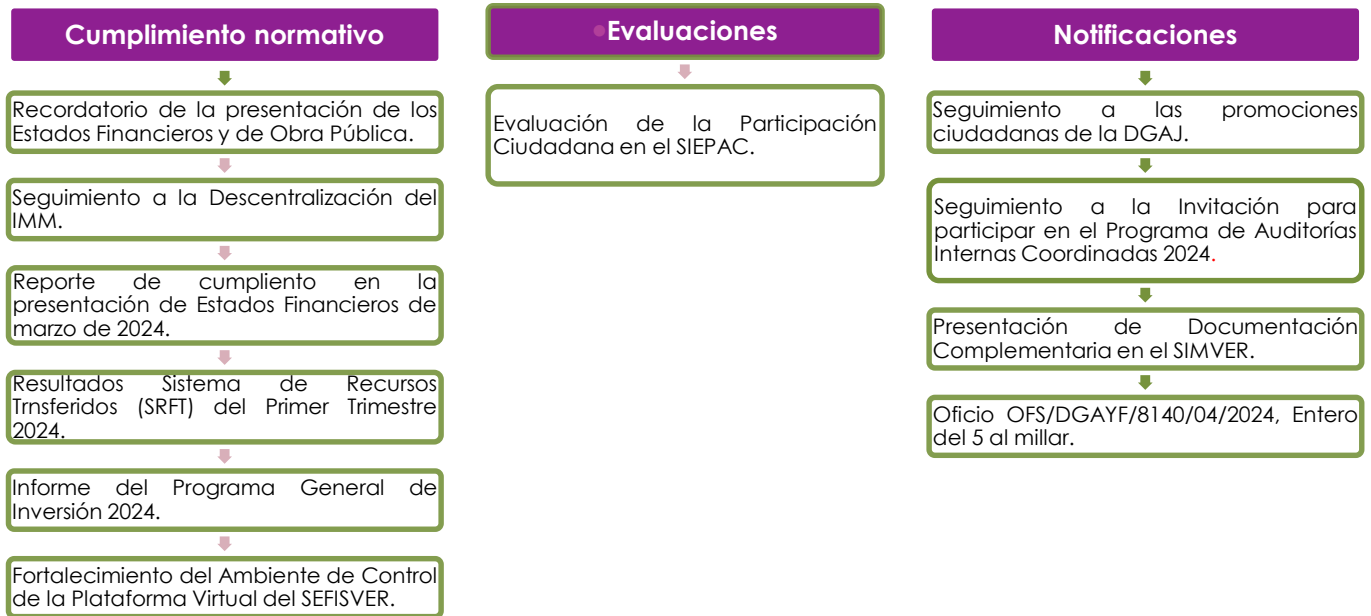 Cumplimiento normativo
Recordatorio de la presentación de los
Estados Financieros y de Obra Pública.
Seguimiento a la Descentralización del
IMM.
Reporte de cumpliento en la
presentación de Estados Financieros de
marzo de 2024.
Resultados Sistema de Recursos
Trnsferidos (SRFT) del Primer Trimestre
2024.
Informe del Programa General de
Inversión 2024.
Fortalecimiento del Ambiente de Control
de la Plataforma Virtual del SEFISVER.
•Evaluaciones
Evaluación de la Participación
Ciudadana en el SIEPAC.
Notificaciones
Seguimiento a las promociones
ciudadanas de la DGAJ.
Seguimiento a la Invitación para
participar en el Programa de Auditorías
Internas Coordinadas 2024.
Presentación de Documentación
Complementaria en el SIMVER.
Oficio OFS/DGAYF/8140/04/2024, Entero
del 5 al millar.